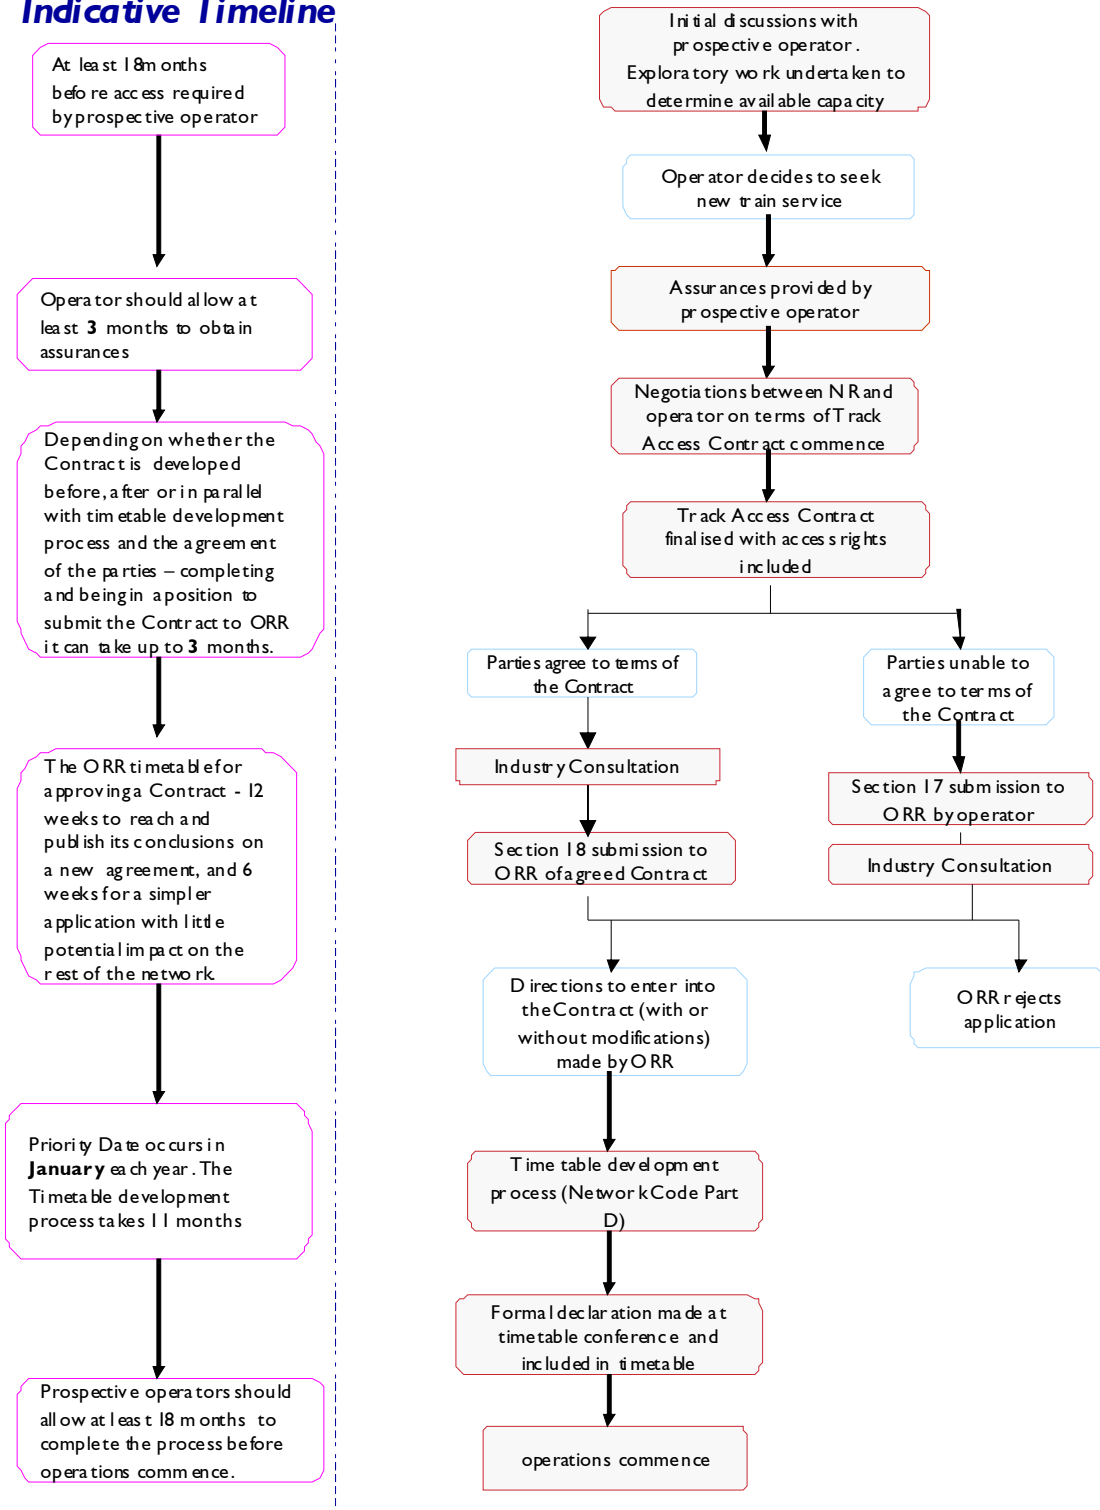 Indicative Timeline
At least 18months
before access required
by prospective operator
Operator should allow at
least 3 months to obtain
assurances
Depending on whether the
Contract is developed
before, after or in parallel
with timetable development
process and the agreement
of the parties – completing
and being in a position to
submit the Contract to ORR
it can take up to 3 months.
The ORR timetable for
approving a Contract - 12
weeks to reach and
publish its conclusions on
a new agreement, and 6
weeks for a simpler
application with little
potential impact on the
rest of the network.
Priority Date occurs in
January each year. The
Timetable development
process takes 11 months
Prospective operators should
allow at least 18 months to
complete the process before
operations commence.
Initial discussions with
prospective operator.
Exploratory work undertaken to
determine available capacity
Operator decides to seek
new train service
Assurances provided by
prospective operator
Negotiations between NR and
operator on terms of Track
Access Contract commence
Track Access Contract
finalised with access rights
included
Parties agree to terms of
the Contract
Parties unable to
agree to terms of
the Contract
Industry Consultation
Section 17 submission to
ORR by operator
Section 18 submission to
ORR of agreed Contract
Industry Consultation
Directions to enter into
the Contract (with or
without modifications)
made by ORR
ORR rejects
application
Time table development
process (Network Code Part
D)
Formal declaration made at
timetable conference and
included in timetable
operations commence